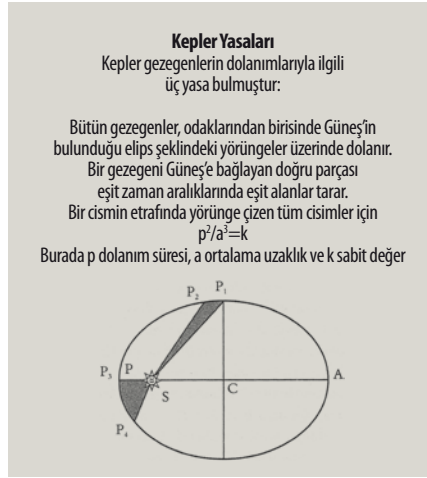 Kepler Yasaları
Kepler gezegenlerin dolanımlarıyla ilgili
üç yasa bulmuştur:
Bütün gezegenler, odaklarından birisinde Güneş’in
bulunduğu elips şeklindeki yörüngeler üzerinde dolanır.
Bir gezegeni Güneş’e bağlayan doğru parçası
eşit zaman aralıklarında eşit alanlar tarar.
Bir cismin etrafında yörünge çizen tüm cisimler için
p²/a³=k
Burada p dolanım süresi, a ortalama uzaklık ve k sabit değer
P₂ P₁
P₃ P S C A
P₄